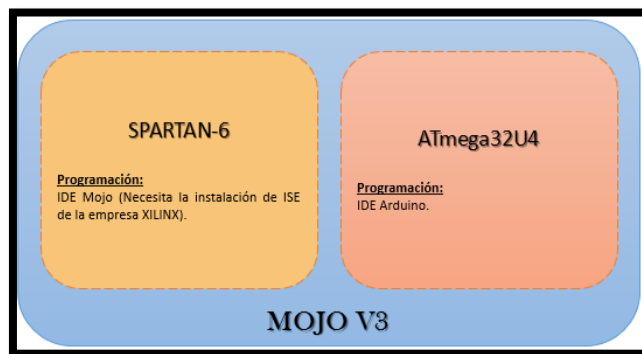 SPARTAN-6
Programación:
IDE Mojo (Necesita la instalación de ISE
de la empresa XILINX).
ATmega32U4
Programación:
IDE Arduino.
MOJO V3